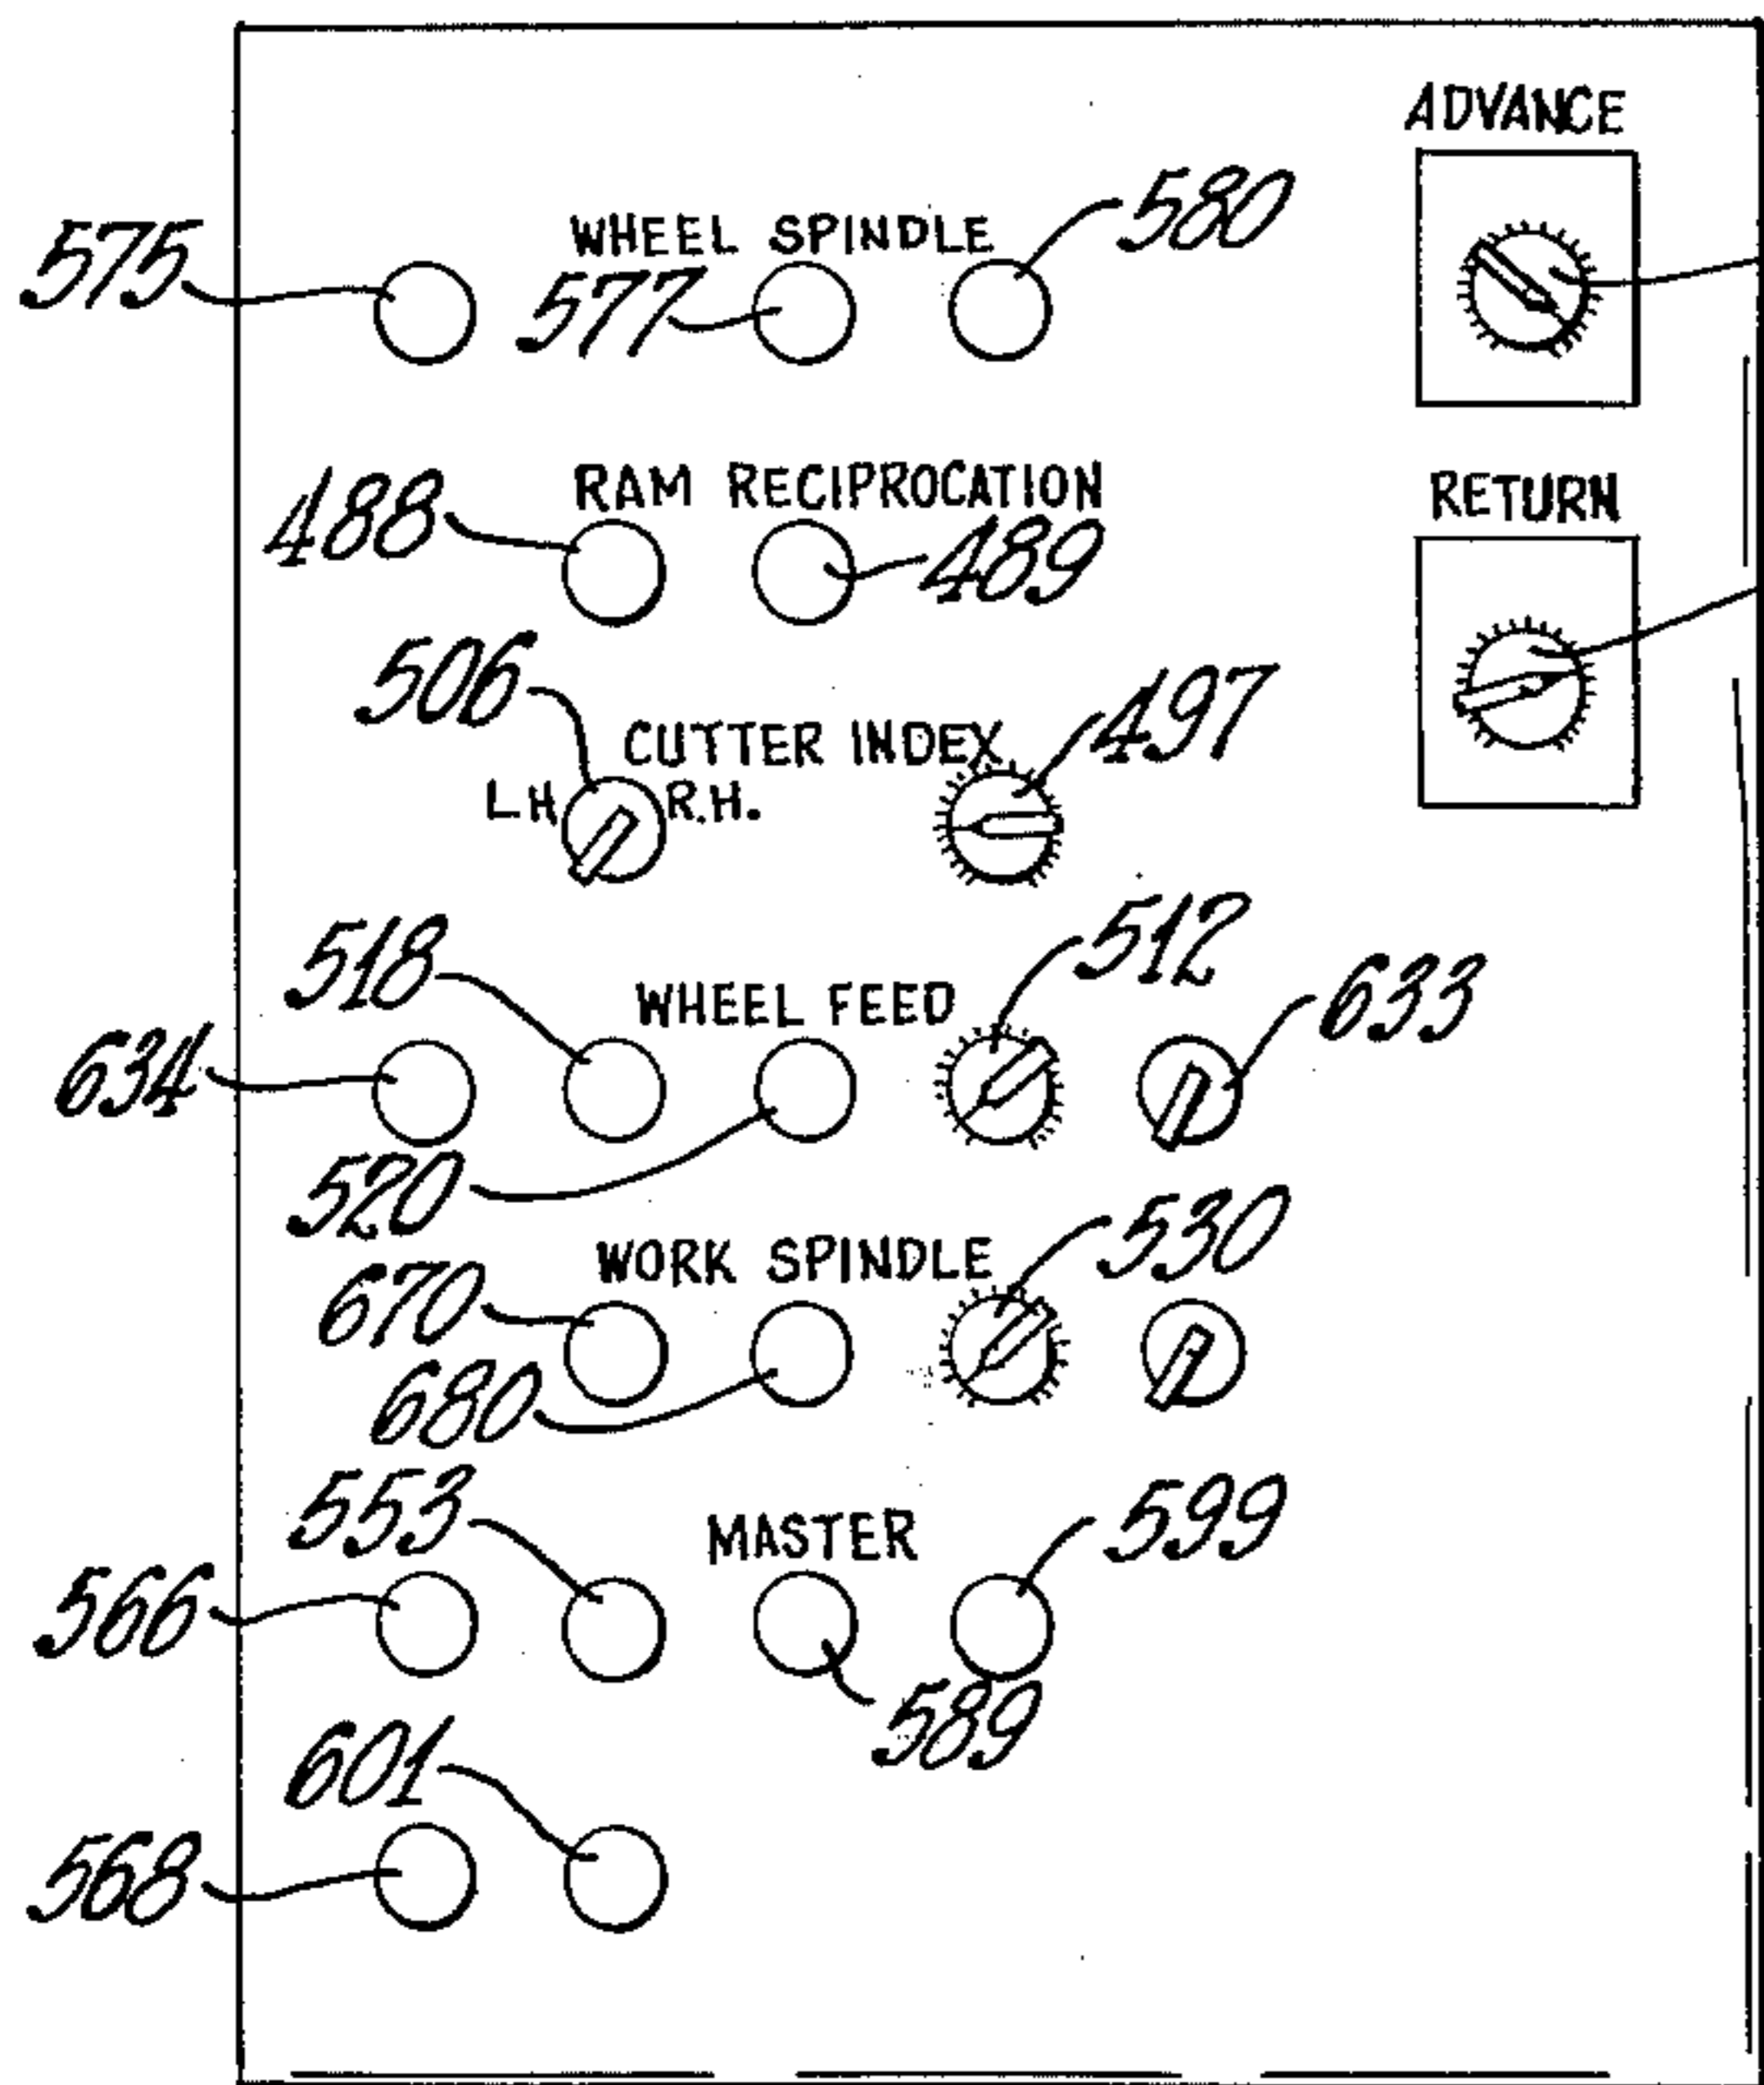 ADVANCE
575
WHEEL SPINDLE
580
577
488
RAM RECIPROCATION
489
RETURN
506
CUTTER INDEX
497
LH
R.H.
518
WHEEL FEED
512
633
634
520
670
WORK SPINDLE
530
680
553
MASTER
599
566
589
601
568